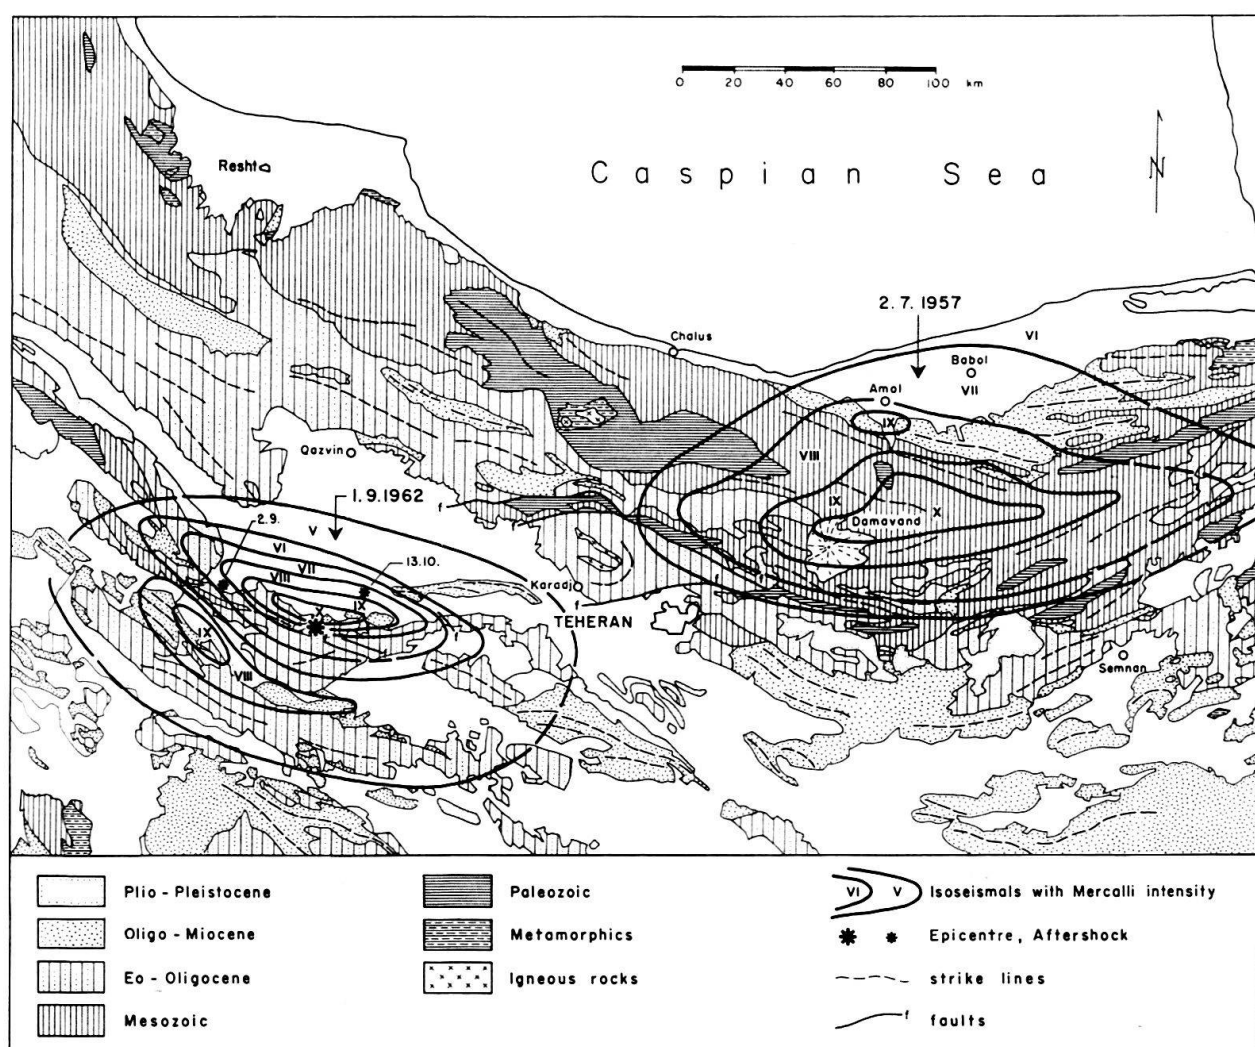 0 20 40 60 80 100 km
Resht
Caspian Sea
N
2.7.1957
VI
Chalus
Babol
VII
Amol
IX
VIII
Qazvin
IX
X
Damavand
1.9.1962
f
f
2.9.
V
VI
VII
13.10.
VIII
Karadj
IX
X
f
f
f
f
TEHERAN
IX
f
f
VIII
Semnan
Plio-Pleistocene
Paleozoic
VI V Isoseismals with Mercalli intensity
Oligo-Miocene
Metamorphics
Epicentre, Aftershock
Eo-Oligocene
Igneous rocks
strike lines
Mesozoic
f faults